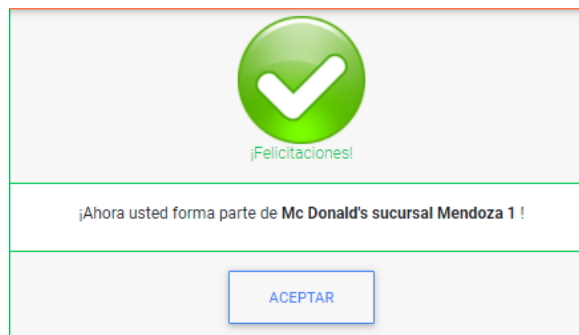 ¡Felicitaciones!
¡Ahora usted forma parte de Mc Donald's sucursal Mendoza 1 !
ACEPTAR